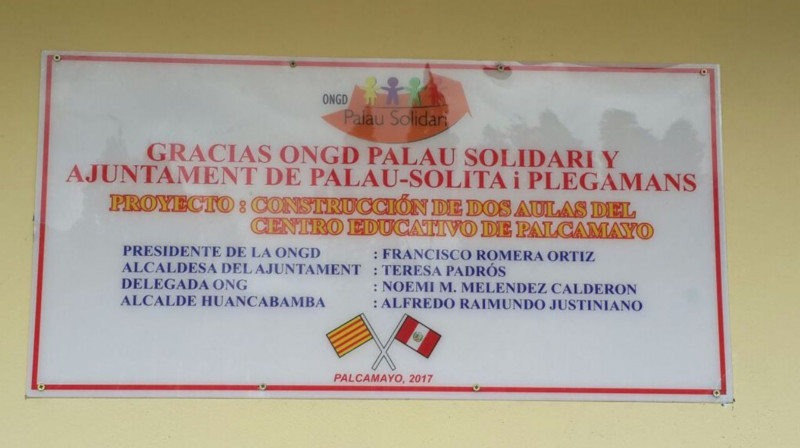 ONGD
Palau Solidari
GRACIAS ONGD PALAU SOLIDARI Y
AJUNTAMENT DE PALAU-SOLITA i PLEGAMANS
PROYECTO : CONSTRUCCIÓN DE DOS AULAS DEL
CENTRO EDUCATIVO DE PALCAMAYO
PRESIDENTE DE LA ONGD : FRANCISCO ROMERA ORTIZ
ALCALDESA DEL AJUNTAMENT : TERESA PADRÓS
DELEGADA ONG : NOEMI M. MELENDEZ CALDERON
ALCALDE HUANCABAMBA : ALFREDO RAIMUNDO JUSTINIANO
PALCAMAYO, 2017